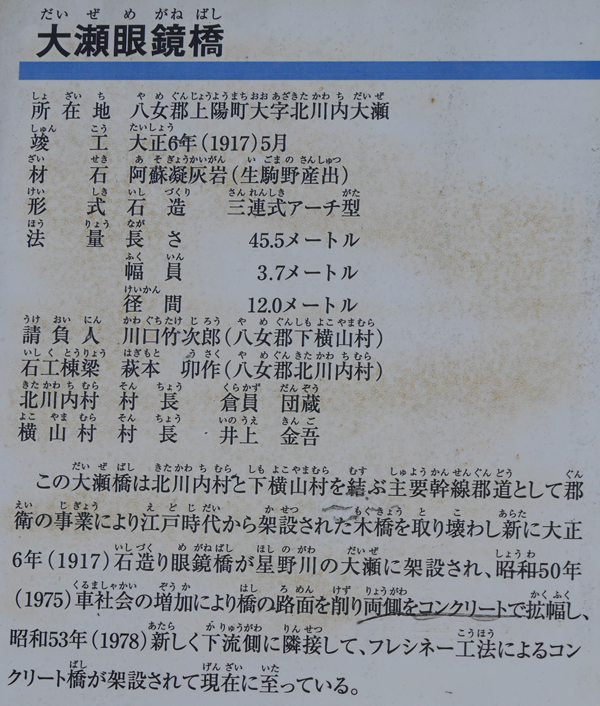 大瀬眼鏡橋
所在地 八女郡上陽町大字北川内大瀬
竣工 大正6年(1917)5月
材石 阿蘇凝灰岩(生駒野産出)
形式 石造 三連式アーチ型
法量 長さ 45.5メートル
幅員 3.7メートル
径間 12.0メートル
請負人 川口竹次郎(八女郡下横山村)
石工棟梁 萩本 卯作(八女郡北川内村)
北川内村 村長 倉員 団蔵
横山村 村長 井上 金吾
この大瀬橋は北川内村と下横山村を結ぶ主要幹線郡道として郡
衛の事業により江戸時代から架設された木橋を取り壊わし新に大正
6年(1917)石造り眼鏡橋が星野川の大瀬に架設され、昭和50年
(1975)車社会の増加により橋の路面を削り両側をコンクリートで拡幅し、
昭和53年(1978)新しく下流側に隣接して、フレシネー工法によるコン
クリート橋が架設されて現在に至っている。